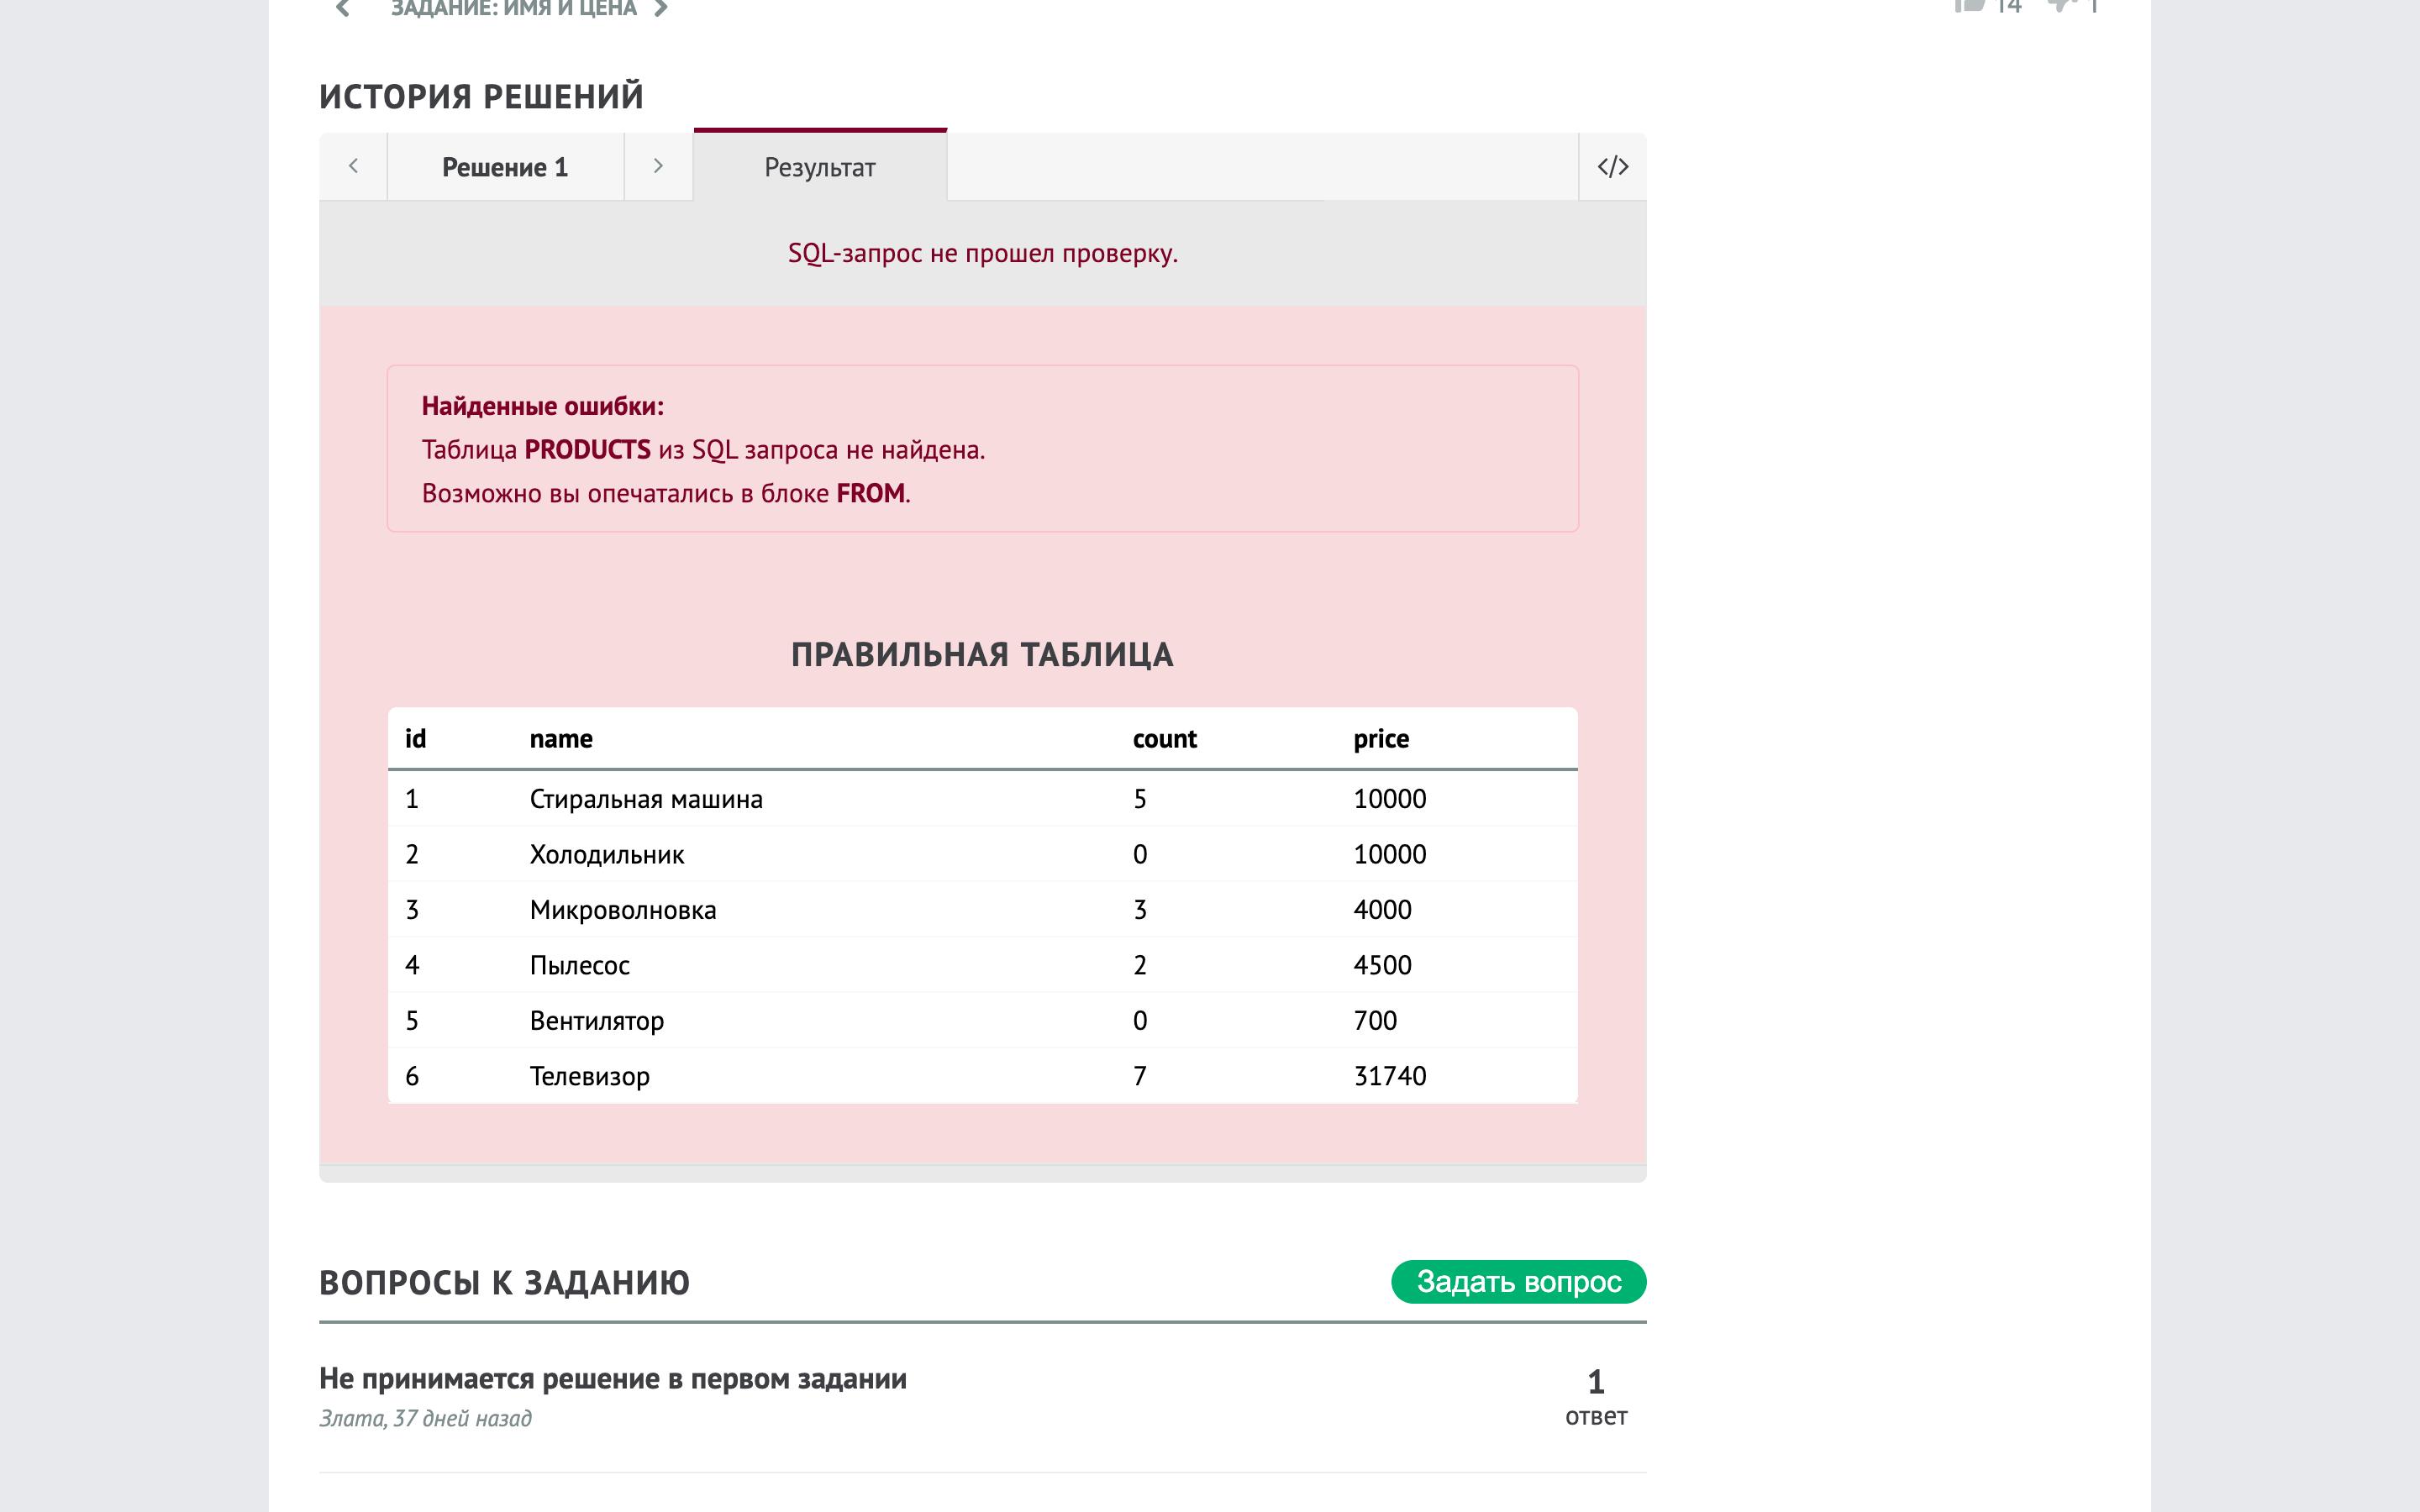 ЗАДАНИЕ: ИМЯ И ЦЕНА
14 1
ИСТОРИЯ РЕШЕНИЙ
Решение 1 Результат </>
SQL-запрос не прошел проверку.
Найденные ошибки:
Таблица PRODUCTS из SQL запроса не найдена.
Возможно вы опечатались в блоке FROM.
ПРАВИЛЬНАЯ ТАБЛИЦА
id name count price
1 Стиральная машина 5 10000
2 Холодильник 0 10000
3 Микроволновка 3 4000
4 Пылесос 2 4500
5 Вентилятор 0 700
6 Телевизор 7 31740
ВОПРОСЫ К ЗАДАНИЮ Задать вопрос
Не принимается решение в первом задании 1
Злата, 37 дней назад ответ